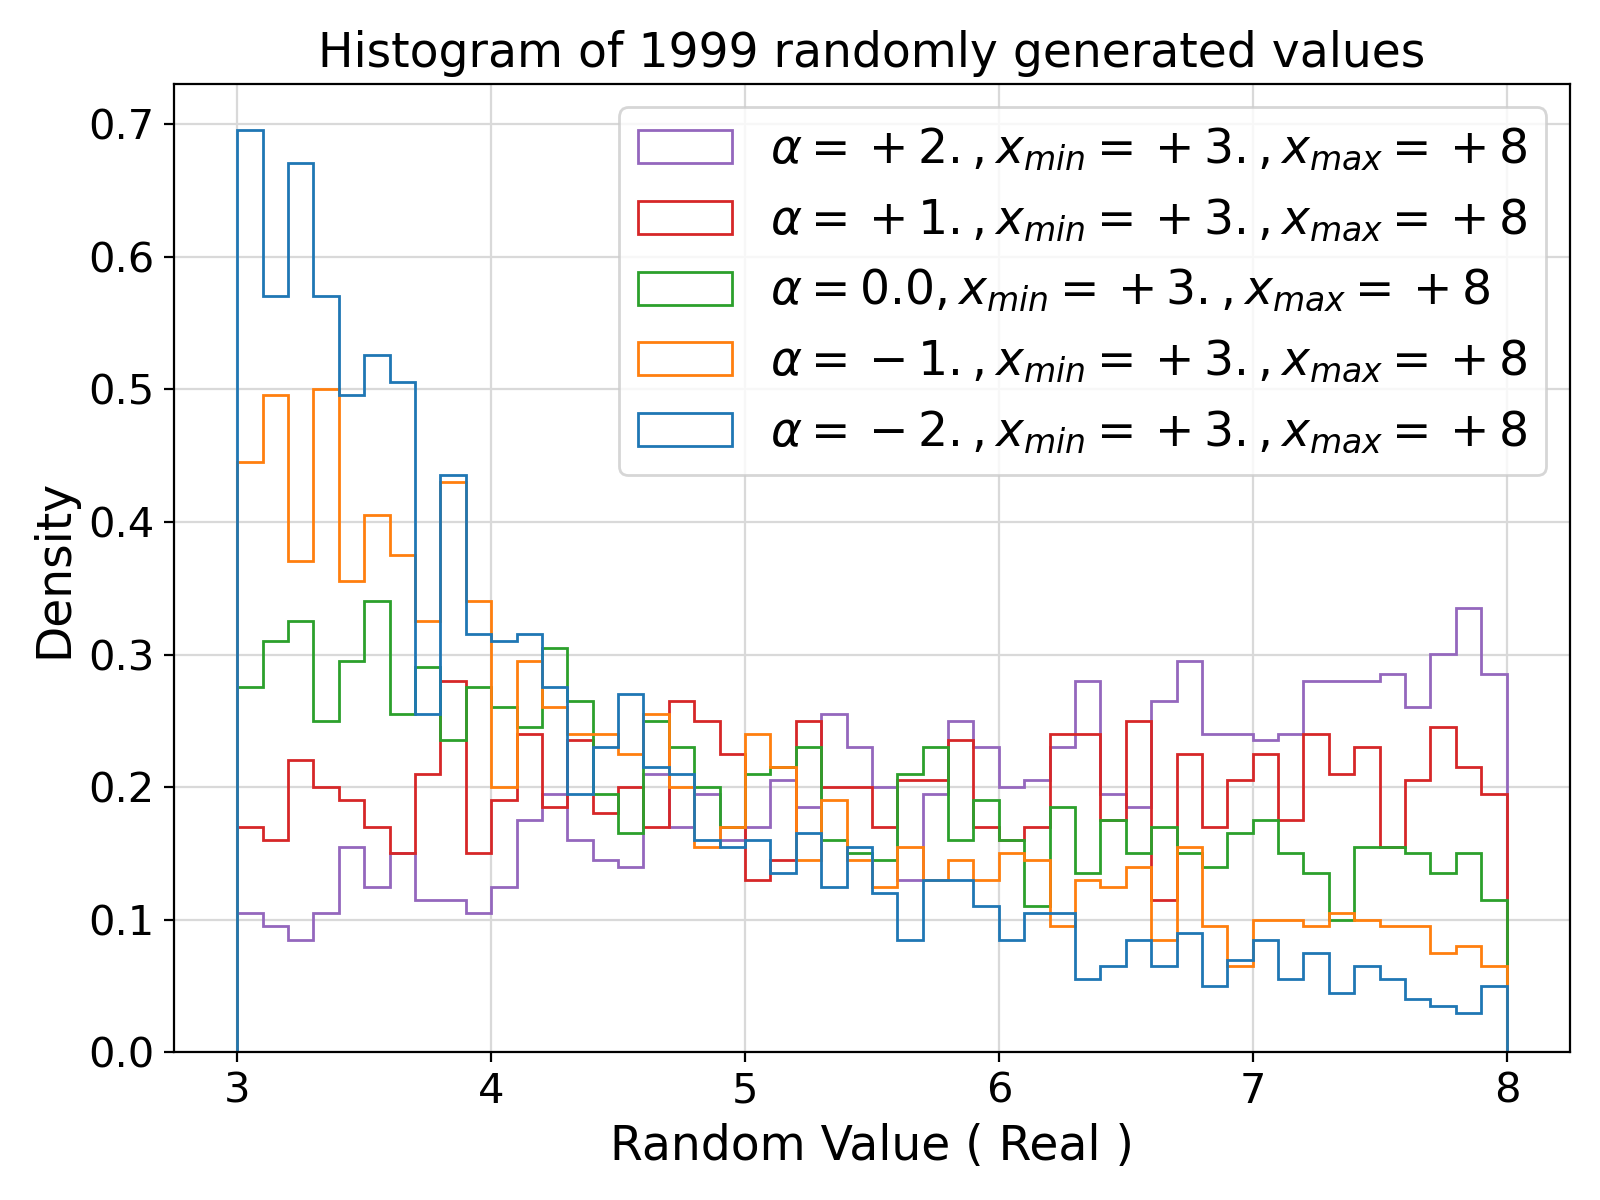 Histogram of 1999 randomly generated values
α = +2. , x_min = +3. , x_max = +8
α = +1. , x_min = +3. , x_max = +8
α = 0.0, x_min = +3. , x_max = +8
α = −1. , x_min = +3. , x_max = +8
α = −2. , x_min = +3. , x_max = +8
Density
0.7
0.6
0.5
0.4
0.3
0.2
0.1
0.0
3 4 5 6 7 8
Random Value ( Real )